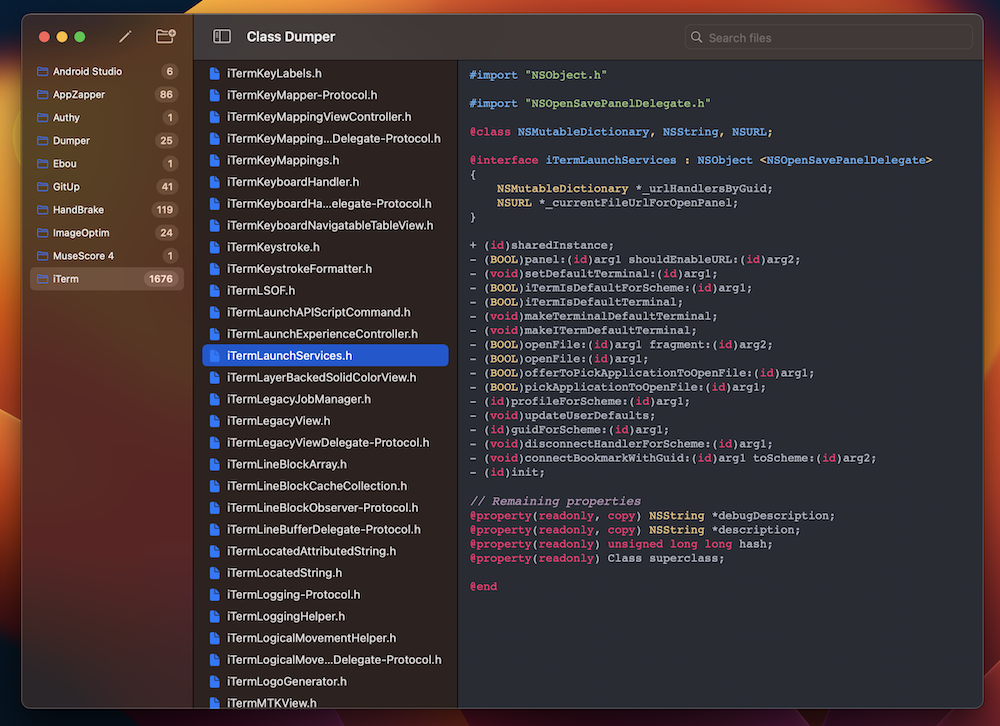 Class Dumper
Search files
Android Studio 6
AppZapper 86
Authy 1
Dumper 25
Ebou 1
GitUp 41
HandBrake 119
ImageOptim 24
MuseScore 4 1
iTerm 1676
iTermKeyLabels.h
iTermKeyMapper-Protocol.h
iTermKeyMappingViewController.h
iTermKeyMapping...Delegate-Protocol.h
iTermKeyMappings.h
iTermKeyboardHandler.h
iTermKeyboardHa...elegate-Protocol.h
iTermKeyboardNavigatableTableView.h
iTermKeystroke.h
iTermKeystrokeFormatter.h
iTermLSOF.h
iTermLaunchAPIScriptCommand.h
iTermLaunchExperienceController.h
iTermLaunchServices.h
iTermLayerBackedSolidColorView.h
iTermLegacyJobManager.h
iTermLegacyView.h
iTermLegacyViewDelegate-Protocol.h
iTermLineBlockArray.h
iTermLineBlockCacheCollection.h
iTermLineBlockObserver-Protocol.h
iTermLineBufferDelegate-Protocol.h
iTermLocatedAttributedString.h
iTermLocatedString.h
iTermLogging-Protocol.h
iTermLoggingHelper.h
iTermLogicalMovementHelper.h
iTermLogicalMove...Delegate-Protocol.h
iTermLogoGenerator.h
iTermMTKView.h
#import "NSObject.h"
#import "NSOpenSavePanelDelegate.h"
@class NSMutableDictionary, NSString, NSURL;
@interface iTermLaunchServices : NSObject <NSOpenSavePanelDelegate>
{
    NSMutableDictionary *_urlHandlersByGuid;
    NSURL *_currentFileUrlForOpenPanel;
}
+ (id)sharedInstance;
- (BOOL)panel:(id)arg1 shouldEnableURL:(id)arg2;
- (void)setDefaultTerminal:(id)arg1;
- (BOOL)iTermIsDefaultForScheme:(id)arg1;
- (BOOL)iTermIsDefaultTerminal;
- (void)makeTerminalDefaultTerminal;
- (void)makeITermDefaultTerminal;
- (BOOL)openFile:(id)arg1 fragment:(id)arg2;
- (BOOL)openFile:(id)arg1;
- (BOOL)offerToPickApplicationToOpenFile:(id)arg1;
- (BOOL)pickApplicationToOpenFile:(id)arg1;
- (id)profileForScheme:(id)arg1;
- (void)updateUserDefaults;
- (id)guidForScheme:(id)arg1;
- (void)disconnectHandlerForScheme:(id)arg1;
- (void)connectBookmarkWithGuid:(id)arg1 toScheme:(id)arg2;
- (id)init;
// Remaining properties
@property(readonly, copy) NSString *debugDescription;
@property(readonly, copy) NSString *description;
@property(readonly) unsigned long long hash;
@property(readonly) Class superclass;
@end